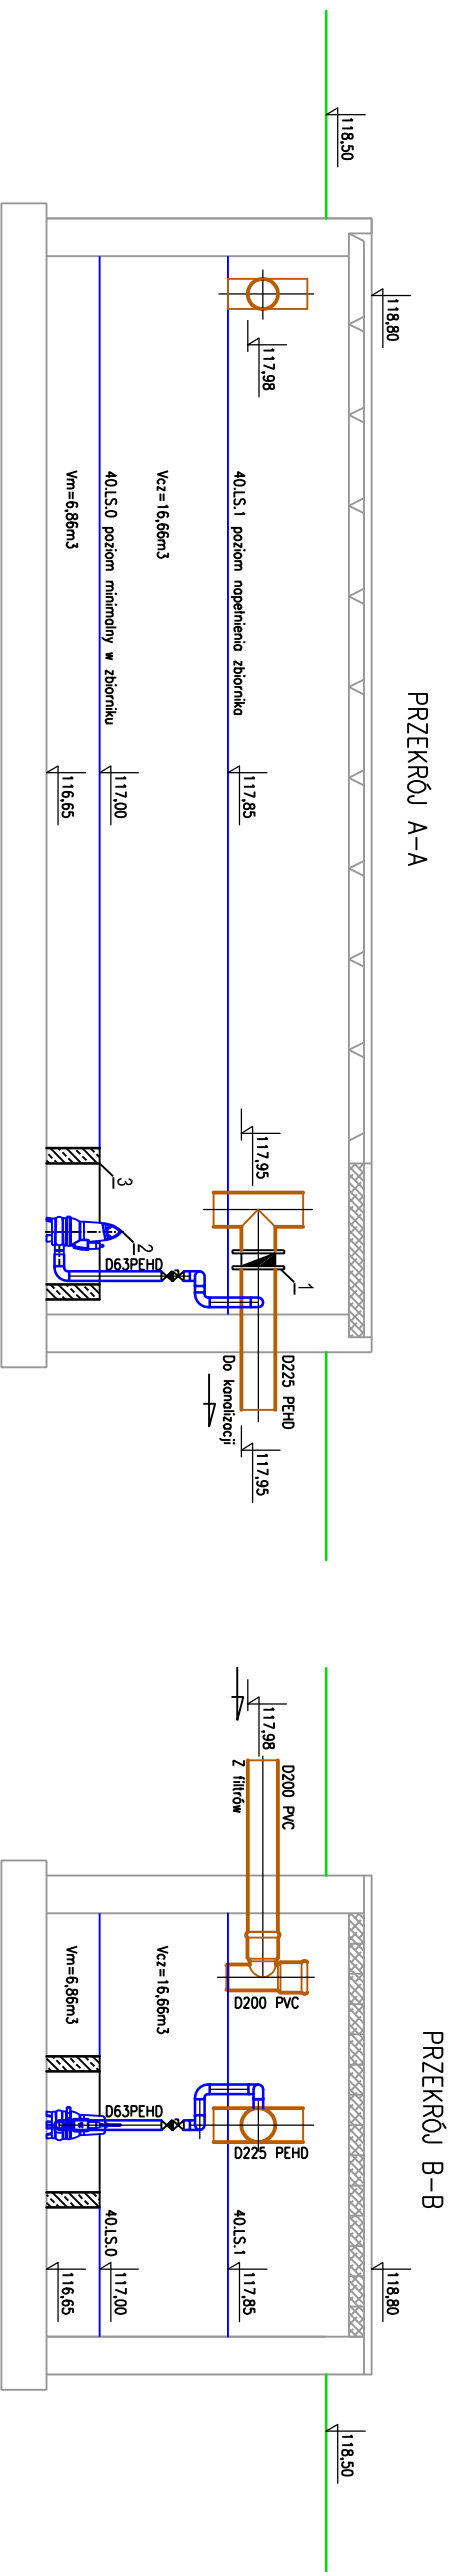 PRZEKRÓJ A-A
118,50
118,80
117,98
40.LS.1 poziom napełnienia zbiornika
117,85
Vcz=16,66m3
40.LS.0 poziom minimalny w zbiorniku
117,00
Vm=6,86m3
116,65
117,95
1
2
3
D63PEHD
D225 PEHD
Do kanalizacji
117,95
PRZEKRÓJ B-B
117,98
D200 PVC
Z filtrów
118,80
D200 PVC
D225 PEHD
40.LS.1
117,85
Vcz=16,66m3
D63PEHD
40.LS.0
117,00
Vm=6,86m3
116,65
118,50